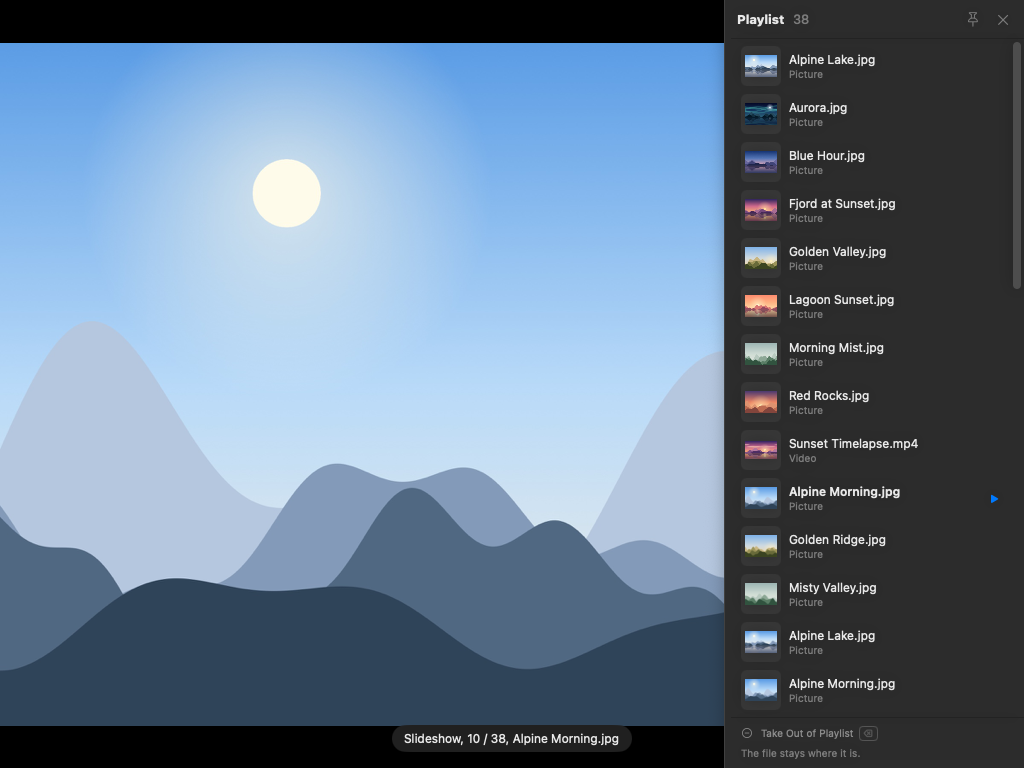 Playlist 38
Alpine Lake.jpg
Picture
Aurora.jpg
Picture
Blue Hour.jpg
Picture
Fjord at Sunset.jpg
Picture
Golden Valley.jpg
Picture
Lagoon Sunset.jpg
Picture
Morning Mist.jpg
Picture
Red Rocks.jpg
Picture
Sunset Timelapse.mp4
Video
Alpine Morning.jpg
Picture
Golden Ridge.jpg
Picture
Misty Valley.jpg
Picture
Alpine Lake.jpg
Picture
Alpine Morning.jpg
Picture
Take Out of Playlist
The file stays where it is.
Slideshow, 10 / 38, Alpine Morning.jpg